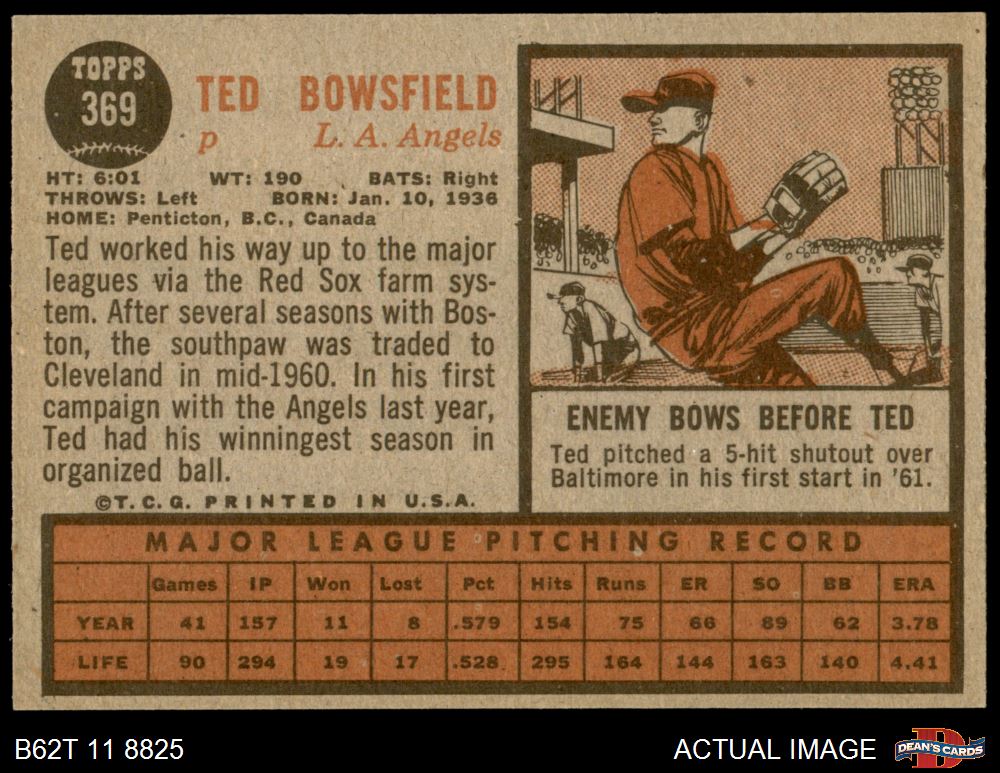 TOPPS
369
TED BOWSFIELD
p L. A. Angels
HT: 6:01 WT: 190 BATS: Right
THROWS: Left BORN: Jan. 10, 1936
HOME: Penticton, B.C., Canada
Ted worked his way up to the major
leagues via the Red Sox farm sys-
tem. After several seasons with Bos-
ton, the southpaw was traded to
Cleveland in mid-1960. In his first
campaign with the Angels last year,
Ted had his winningest season in
organized ball.
©T.C.G. PRINTED IN U.S.A.
ENEMY BOWS BEFORE TED
Ted pitched a 5-hit shutout over
Baltimore in his first start in '61.
MAJOR LEAGUE PITCHING RECORD
Games IP Won Lost Pct Hits Runs ER SO BB ERA
YEAR 41 157 11 8 .579 154 75 66 89 62 3.78
LIFE 90 294 19 17 .528 295 164 144 163 140 4.41
B62T 11 8825 ACTUAL IMAGE
D
DEAN'S CARDS